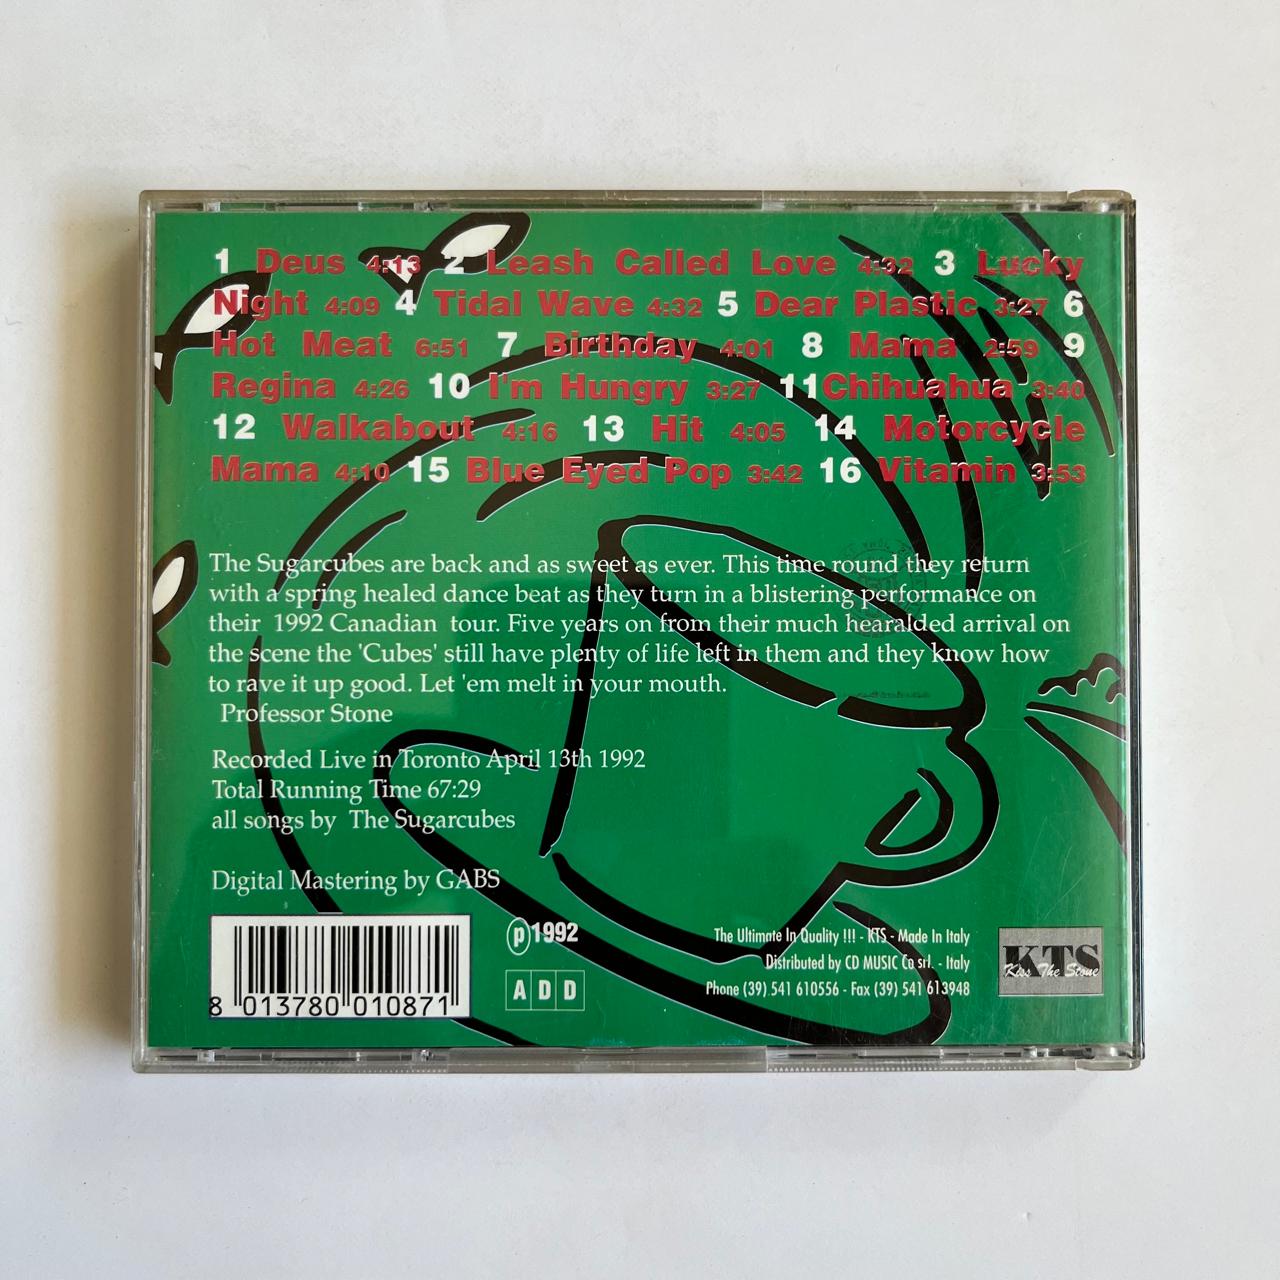 1 Deus 4:13 2 Leash Called Love 4:32 3 Lucky
Night 4:09 4 Tidal Wave 4:32 5 Dear Plastic 3:27 6
Hot Meat 6:51 7 Birthday 4:01 8 Mama 2:59 9
Regina 4:26 10 I'm Hungry 3:27 11Chihuahua 3:40
12 Walkabout 4:16 13 Hit 4:05 14 Motorcycle
Mama 4:10 15 Blue Eyed Pop 3:42 16 Vitamin 3:53
The Sugarcubes are back and as sweet as ever. This time round they return
with a spring healed dance beat as they turn in a blistering performance on
their 1992 Canadian tour. Five years on from their much hearalded arrival on
the scene the 'Cubes' still have plenty of life left in them and they know how
to rave it up good. Let 'em melt in your mouth.
Professor Stone
Recorded Live in Toronto April 13th 1992
Total Running Time 67:29
all songs by The Sugarcubes
Digital Mastering by GABS
8 013780 010871
℗1992
ADD
The Ultimate In Quality !!! - KTS - Made In Italy
Distributed by CD MUSIC Co srl. - Italy
Phone (39) 541 610556 - Fax (39) 541 613948
KTS
Kiss The Stone